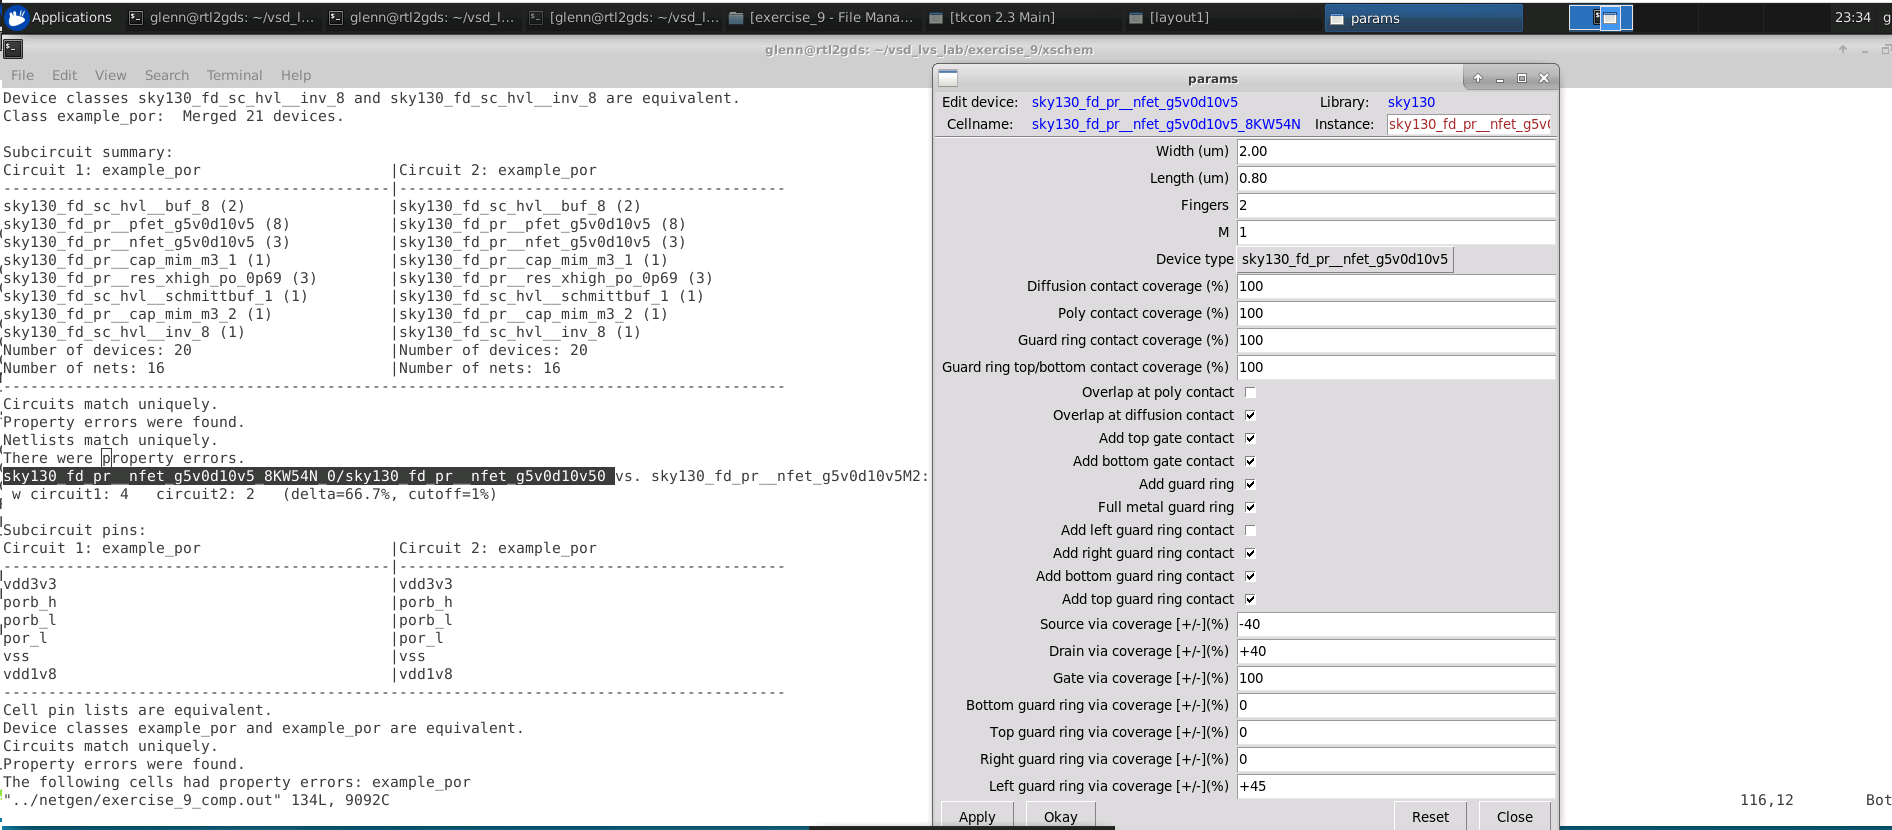 Applications
glenn@rtl2gds: ~/vsd_l...
glenn@rtl2gds: ~/vsd_l...
[glenn@rtl2gds: ~/vsd_l...
[exercise_9 - File Mana...
[tkcon 2.3 Main]
[layout1]
params
23:34
glenn@rtl2gds: ~/vsd_lvs_lab/exercise_9/xschem
File Edit View Search Terminal Help
Device classes sky130_fd_sc_hvl__inv_8 and sky130_fd_sc_hvl__inv_8 are equivalent.
Class example_por:  Merged 21 devices.
Subcircuit summary:
Circuit 1: example_por |Circuit 2: example_por
-------------------------------------------|-------------------------------------------
sky130_fd_sc_hvl__buf_8 (2) |sky130_fd_sc_hvl__buf_8 (2)
sky130_fd_pr__pfet_g5v0d10v5 (8) |sky130_fd_pr__pfet_g5v0d10v5 (8)
sky130_fd_pr__nfet_g5v0d10v5 (3) |sky130_fd_pr__nfet_g5v0d10v5 (3)
sky130_fd_pr__cap_mim_m3_1 (1) |sky130_fd_pr__cap_mim_m3_1 (1)
sky130_fd_pr__res_xhigh_po_0p69 (3) |sky130_fd_pr__res_xhigh_po_0p69 (3)
sky130_fd_sc_hvl__schmittbuf_1 (1) |sky130_fd_sc_hvl__schmittbuf_1 (1)
sky130_fd_pr__cap_mim_m3_2 (1) |sky130_fd_pr__cap_mim_m3_2 (1)
sky130_fd_sc_hvl__inv_8 (1) |sky130_fd_sc_hvl__inv_8 (1)
Number of devices: 20 |Number of devices: 20
Number of nets: 16 |Number of nets: 16
---------------------------------------------------------------------------------------
Circuits match uniquely.
Property errors were found.
Netlists match uniquely.
There were property errors.
sky130_fd_pr__nfet_g5v0d10v5_8KW54N_0/sky130_fd_pr__nfet_g5v0d10v50 vs. sky130_fd_pr__nfet_g5v0d10v5M2:
w circuit1: 4   circuit2: 2   (delta=66.7%, cutoff=1%)
Subcircuit pins:
Circuit 1: example_por |Circuit 2: example_por
-------------------------------------------|-------------------------------------------
vdd3v3 |vdd3v3
porb_h |porb_h
porb_l |porb_l
por_l |por_l
vss |vss
vdd1v8 |vdd1v8
---------------------------------------------------------------------------------------
Cell pin lists are equivalent.
Device classes example_por and example_por are equivalent.
Circuits match uniquely.
Property errors were found.
The following cells had property errors: example_por
"../netgen/exercise_9_comp.out" 134L, 9092C
116,12 Bot
params
Edit device: sky130_fd_pr__nfet_g5v0d10v5 Library: sky130
Cellname: sky130_fd_pr__nfet_g5v0d10v5_8KW54N Instance: sky130_fd_pr__nfet_g5v0
Width (um) 2.00
Length (um) 0.80
Fingers 2
M 1
Device type sky130_fd_pr__nfet_g5v0d10v5
Diffusion contact coverage (%) 100
Poly contact coverage (%) 100
Guard ring contact coverage (%) 100
Guard ring top/bottom contact coverage (%) 100
Overlap at poly contact
Overlap at diffusion contact
Add top gate contact
Add bottom gate contact
Add guard ring
Full metal guard ring
Add left guard ring contact
Add right guard ring contact
Add bottom guard ring contact
Add top guard ring contact
Source via coverage [+/-](%) -40
Drain via coverage [+/-](%) +40
Gate via coverage [+/-](%) 100
Bottom guard ring via coverage [+/-](%) 0
Top guard ring via coverage [+/-](%) 0
Right guard ring via coverage [+/-](%) 0
Left guard ring via coverage [+/-](%) +45
Apply Okay Reset Close